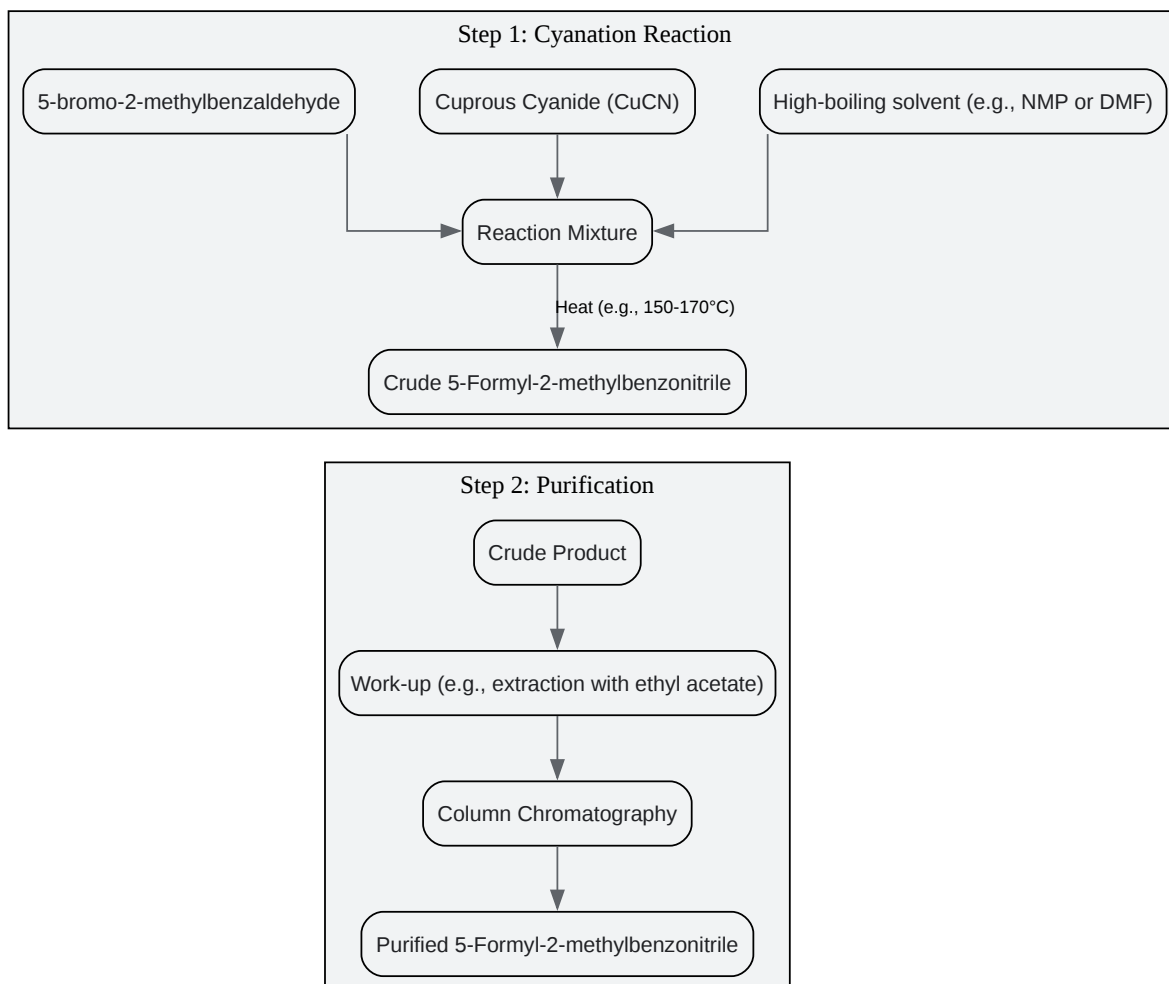 Step 1: Cyanation Reaction
5-bromo-2-methylbenzaldehyde
Cuprous Cyanide (CuCN)
High-boiling solvent (e.g., NMP or DMF)
Reaction Mixture
Heat (e.g., 150-170°C)
Crude 5-Formyl-2-methylbenzonitrile
Step 2: Purification
Crude Product
Work-up (e.g., extraction with ethyl acetate)
Column Chromatography
Purified 5-Formyl-2-methylbenzonitrile